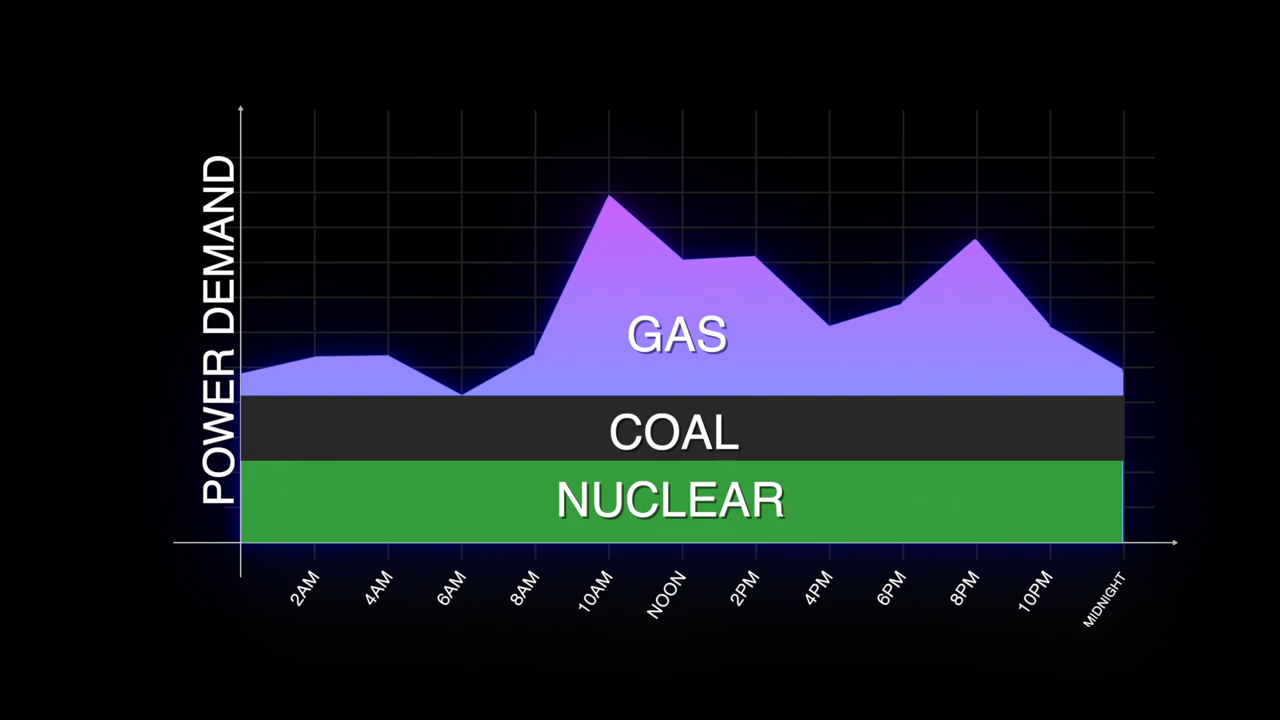 POWER DEMAND
GAS
COAL
NUCLEAR
2AM
4AM
6AM
8AM
10AM
NOON
2PM
4PM
6PM
8PM
10PM
MIDNIGHT